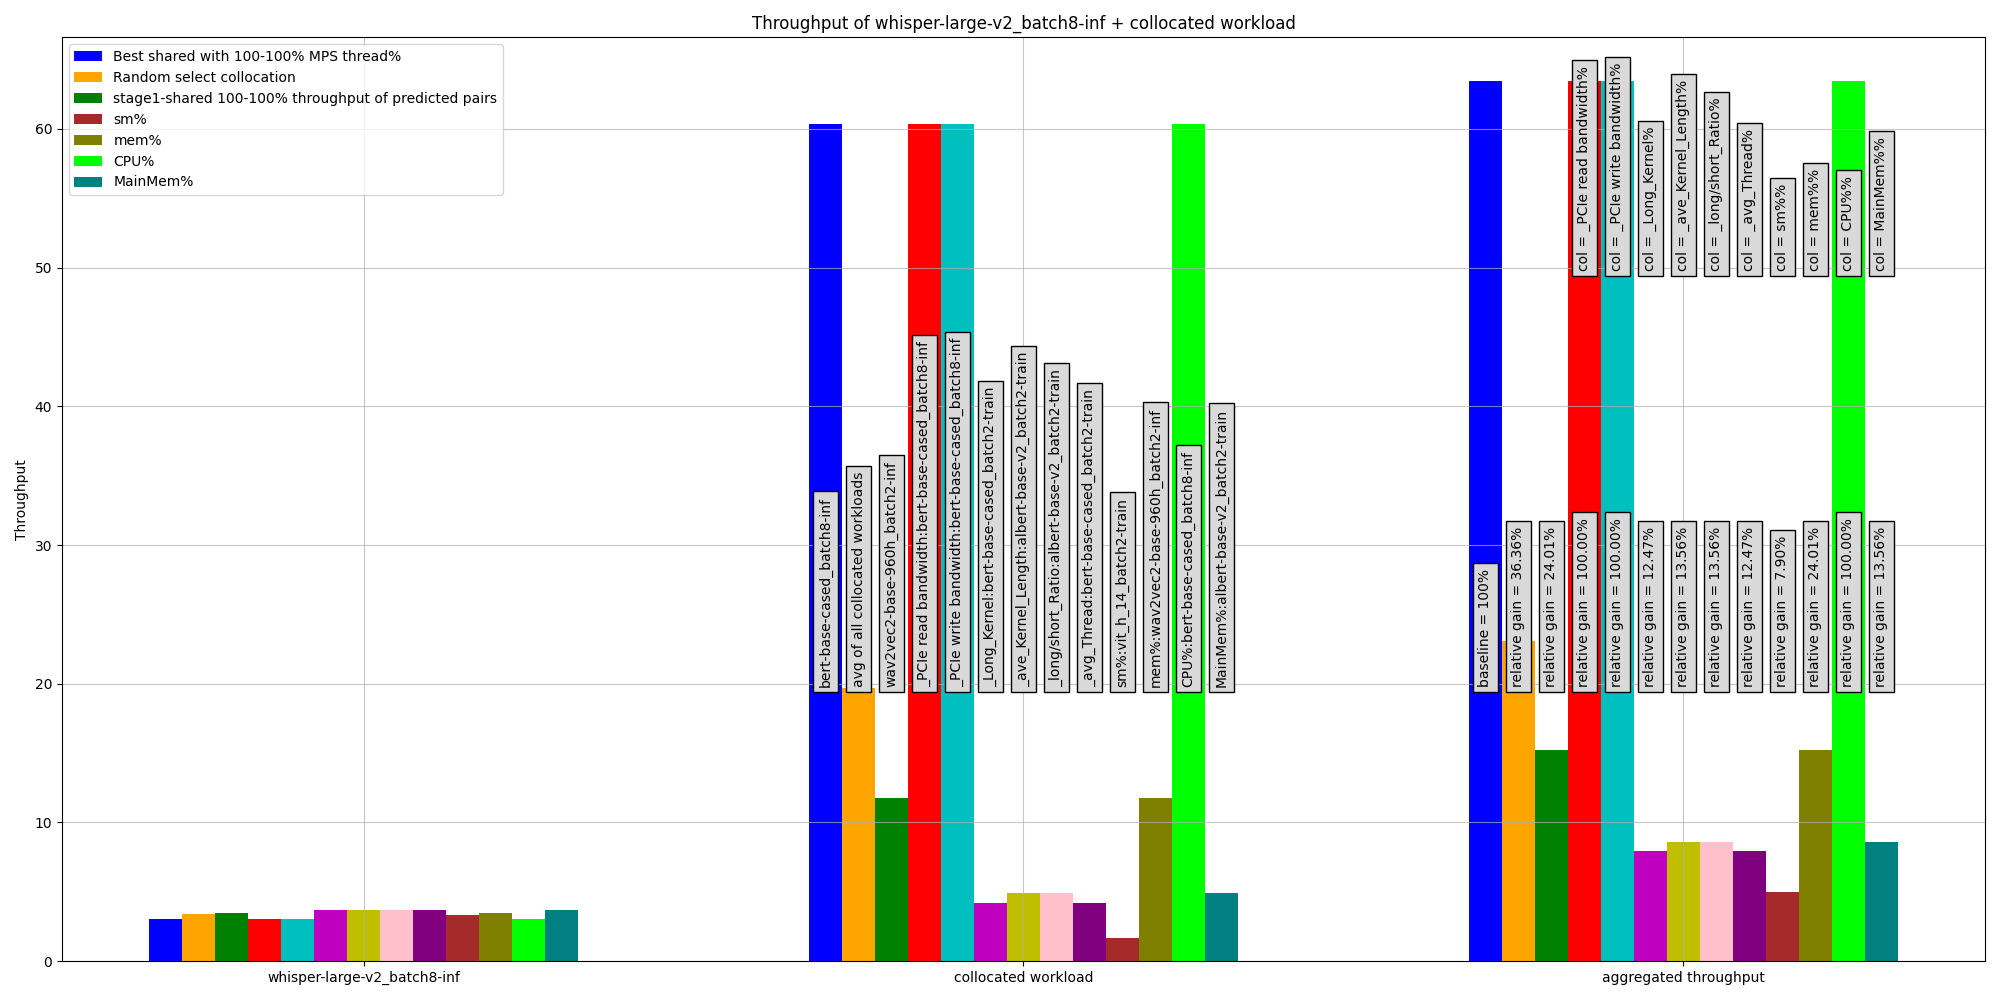 Throughput of whisper-large-v2_batch8-inf + collocated workload
Best shared with 100-100% MPS thread%
Random select collocation
stage1-shared 100-100% throughput of predicted pairs
sm%
mem%
CPU%
MainMem%
Throughput
60
50
40
30
20
10
0
bert-base-cased_batch8-inf
avg of all collocated workloads
wav2vec2-base-960h_batch2-inf
_PCIe read bandwidth:bert-base-cased_batch8-inf
_PCIe write bandwidth:bert-base-cased_batch8-inf
_Long_Kernel:bert-base-cased_batch2-train
_ave_Kernel_Length:albert-base-v2_batch2-train
_long/short_Ratio:albert-base-v2_batch2-train
_avg_Thread:bert-base-cased_batch2-train
sm%:vit_h_14_batch2-train
mem%:wav2vec2-base-960h_batch2-inf
CPU%:bert-base-cased_batch8-inf
MainMem%:albert-base-v2_batch2-train
col = _PCIe read bandwidth%
col = _PCIe write bandwidth%
col = _Long_Kernel%
col = _ave_Kernel_Length%
col = _long/short_Ratio%
col = _avg_Thread%
col = sm%%
col = mem%%
col = CPU%%
col = MainMem%%
baseline = 100%
relative gain = 36.36%
relative gain = 24.01%
relative gain = 100.00%
relative gain = 100.00%
relative gain = 12.47%
relative gain = 13.56%
relative gain = 13.56%
relative gain = 12.47%
relative gain = 7.90%
relative gain = 24.01%
relative gain = 100.00%
relative gain = 13.56%
whisper-large-v2_batch8-inf
collocated workload
aggregated throughput